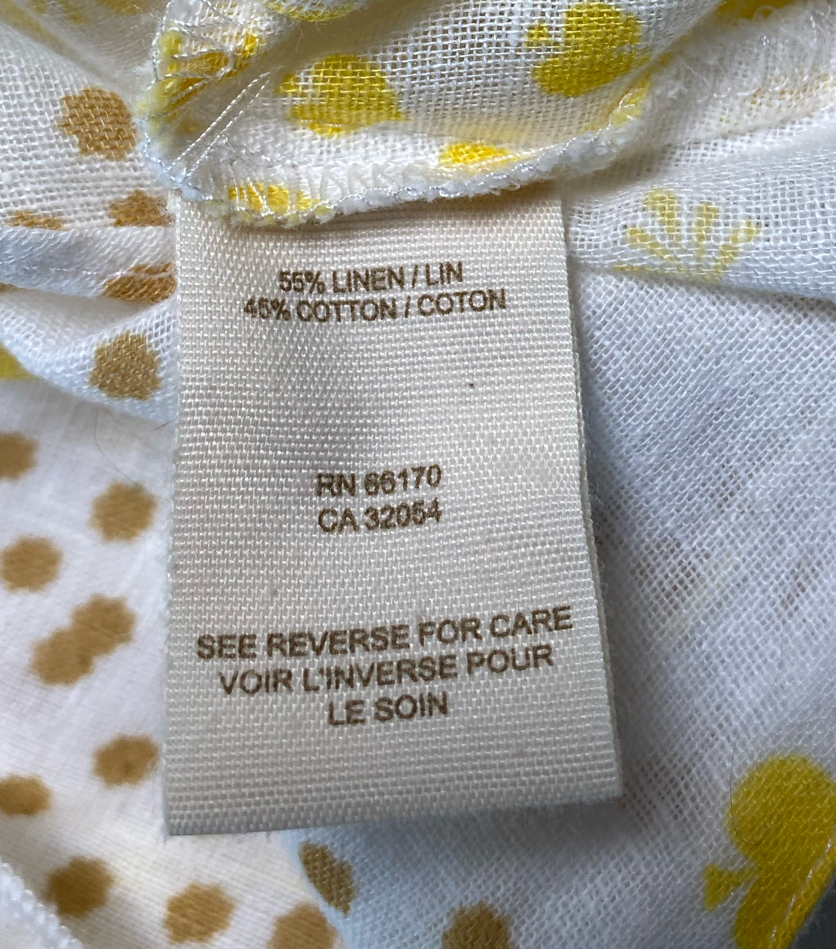 55% LINEN / LIN
45% COTTON / COTON
RN 66170
CA 32054
SEE REVERSE FOR CARE
VOIR L'INVERSE POUR
LE SOIN